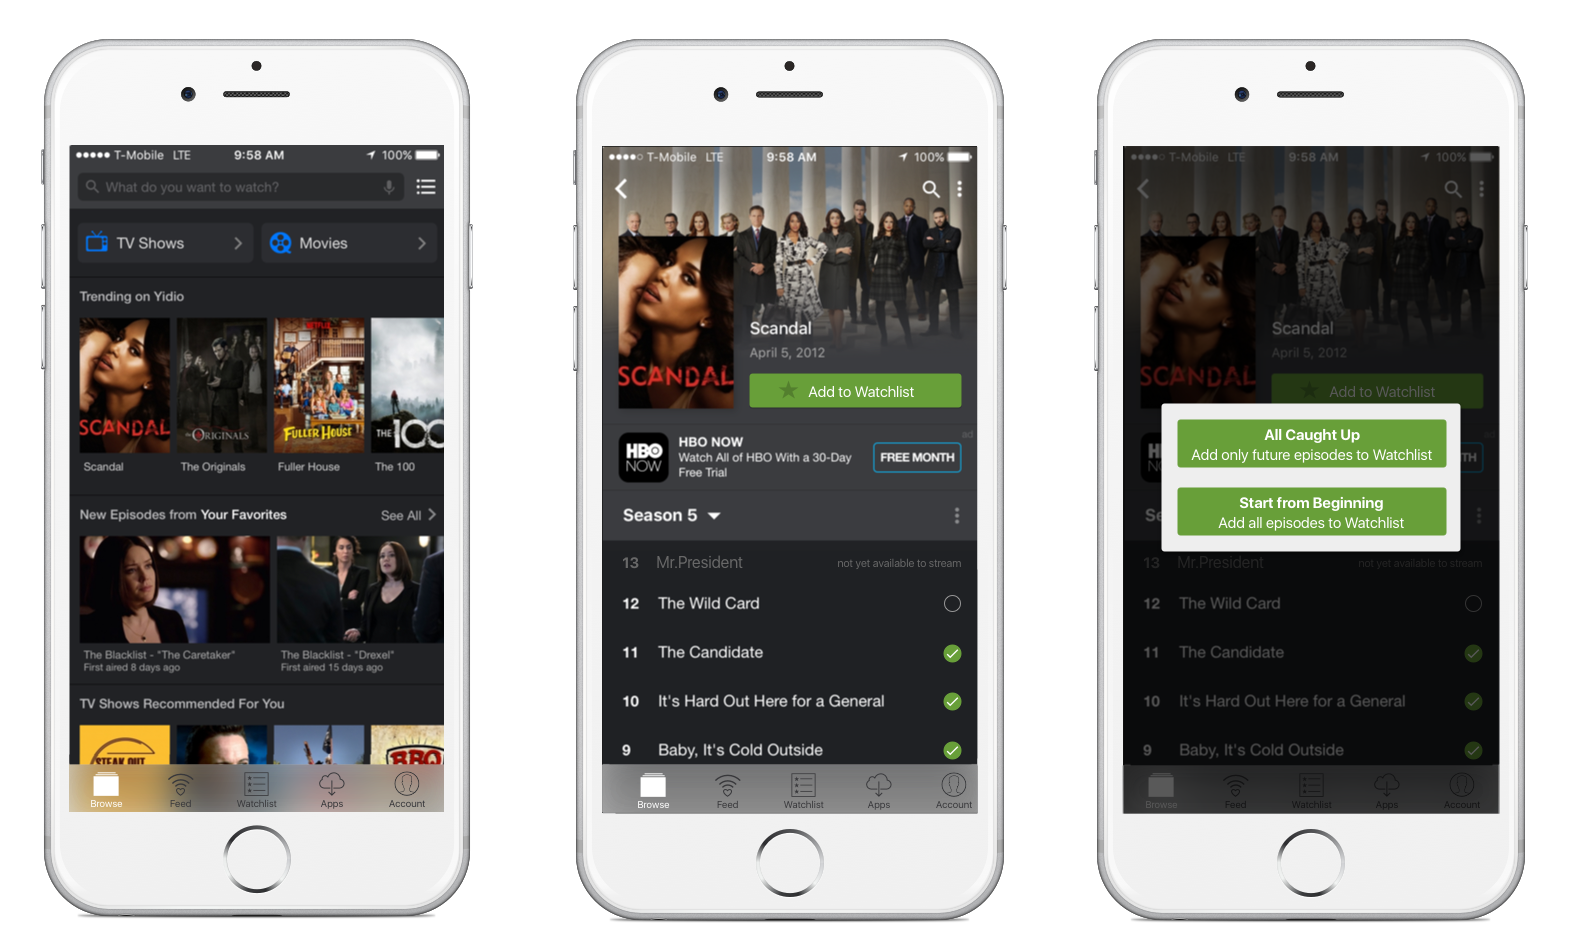 T-Mobile LTE 9:58 AM 100%
What do you want to watch?
TV Shows
Movies
Trending on Yidio
SCANDAL
The ORIGINALS
NETFLIX
FULLER HOUSE
THE 100
Scandal
The Originals
Fuller House
The 100
New Episodes from Your Favorites
See All
The Blacklist - "The Caretaker"
First aired 8 days ago
The Blacklist - "Drexel"
First aired 15 days ago
TV Shows Recommended For You
STEAK OUT
BBQ
Browse
Feed
Watchlist
Apps
Account
T-Mobile LTE 9:58 AM 100%
SCANDAL
Scandal
April 5, 2012
Add to Watchlist
ad
HBO
NOW
HBO NOW
Watch All of HBO With a 30-Day
Free Trial
FREE MONTH
Season 5
13 Mr.President not yet available to stream
12 The Wild Card
11 The Candidate
10 It's Hard Out Here for a General
9 Baby, It's Cold Outside
Browse
Feed
Watchlist
Apps
Account
T-Mobile LTE 9:58 AM 100%
SCANDAL
Scandal
April 5, 2012
Add to Watchlist
ad
H
N
TH
All Caught Up
Add only future episodes to Watchlist
Start from Beginning
Add all episodes to Watchlist
Se
13 Mr.President not yet available to stream
12 The Wild Card
11 The Candidate
10 It's Hard Out Here for a General
9 Baby, It's Cold Outside
Browse
Feed
Watchlist
Apps
Account